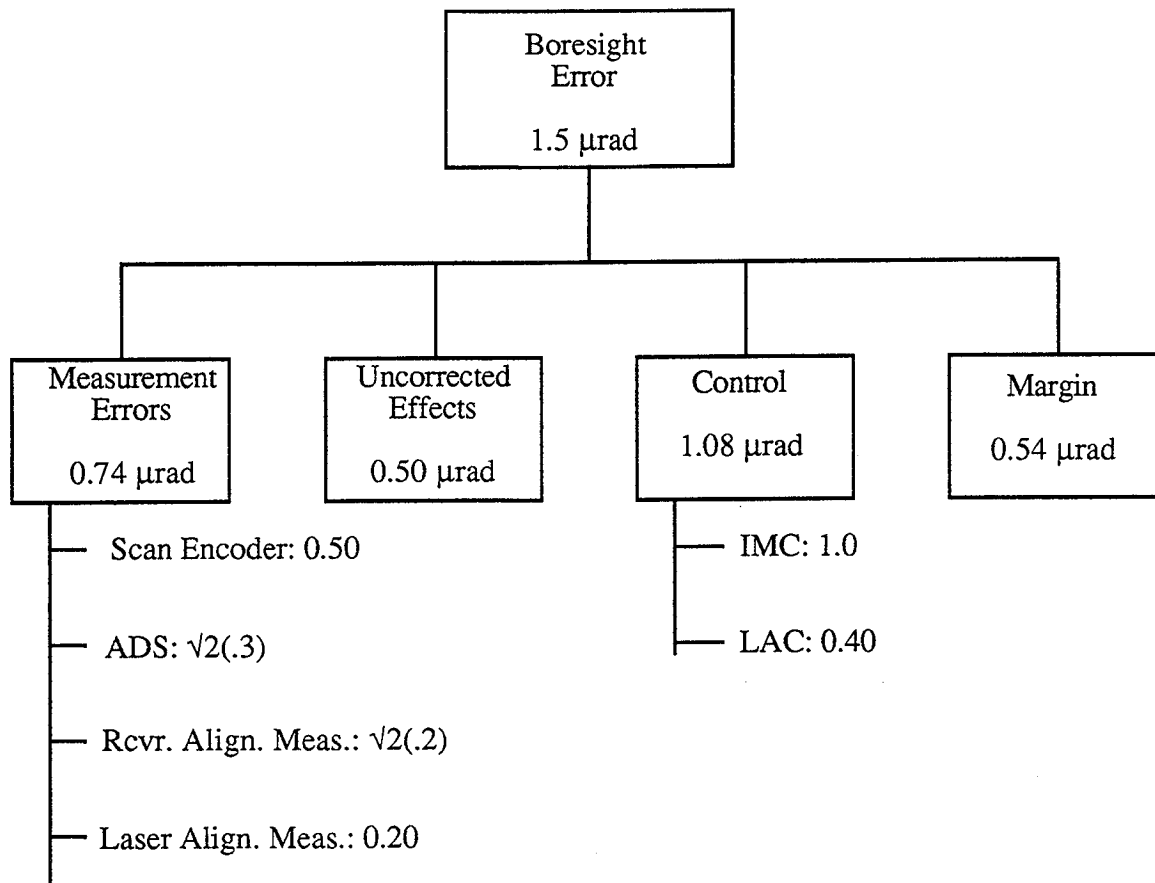 Boresight
Error
1.5 μrad
Measurement
Errors
0.74 μrad
Uncorrected
Effects
0.50 μrad
Control
1.08 μrad
Margin
0.54 μrad
Scan Encoder: 0.50
ADS: √2(.3)
Rcvr. Align. Meas.: √2(.2)
Laser Align. Meas.: 0.20
IMC: 1.0
LAC: 0.40